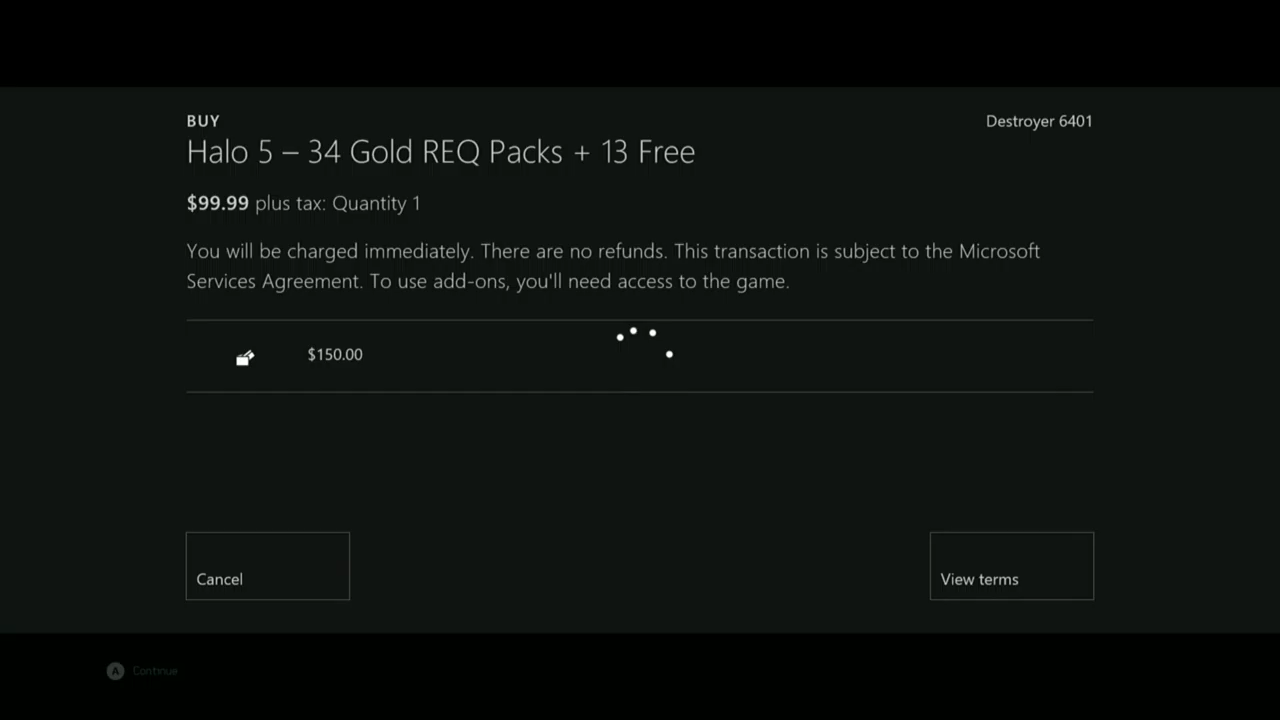 BUY
Destroyer 6401
Halo 5 – 34 Gold REQ Packs + 13 Free
$99.99 plus tax: Quantity 1
You will be charged immediately. There are no refunds. This transaction is subject to the Microsoft
Services Agreement. To use add-ons, you'll need access to the game.
$150.00
Cancel
View terms
A Continue